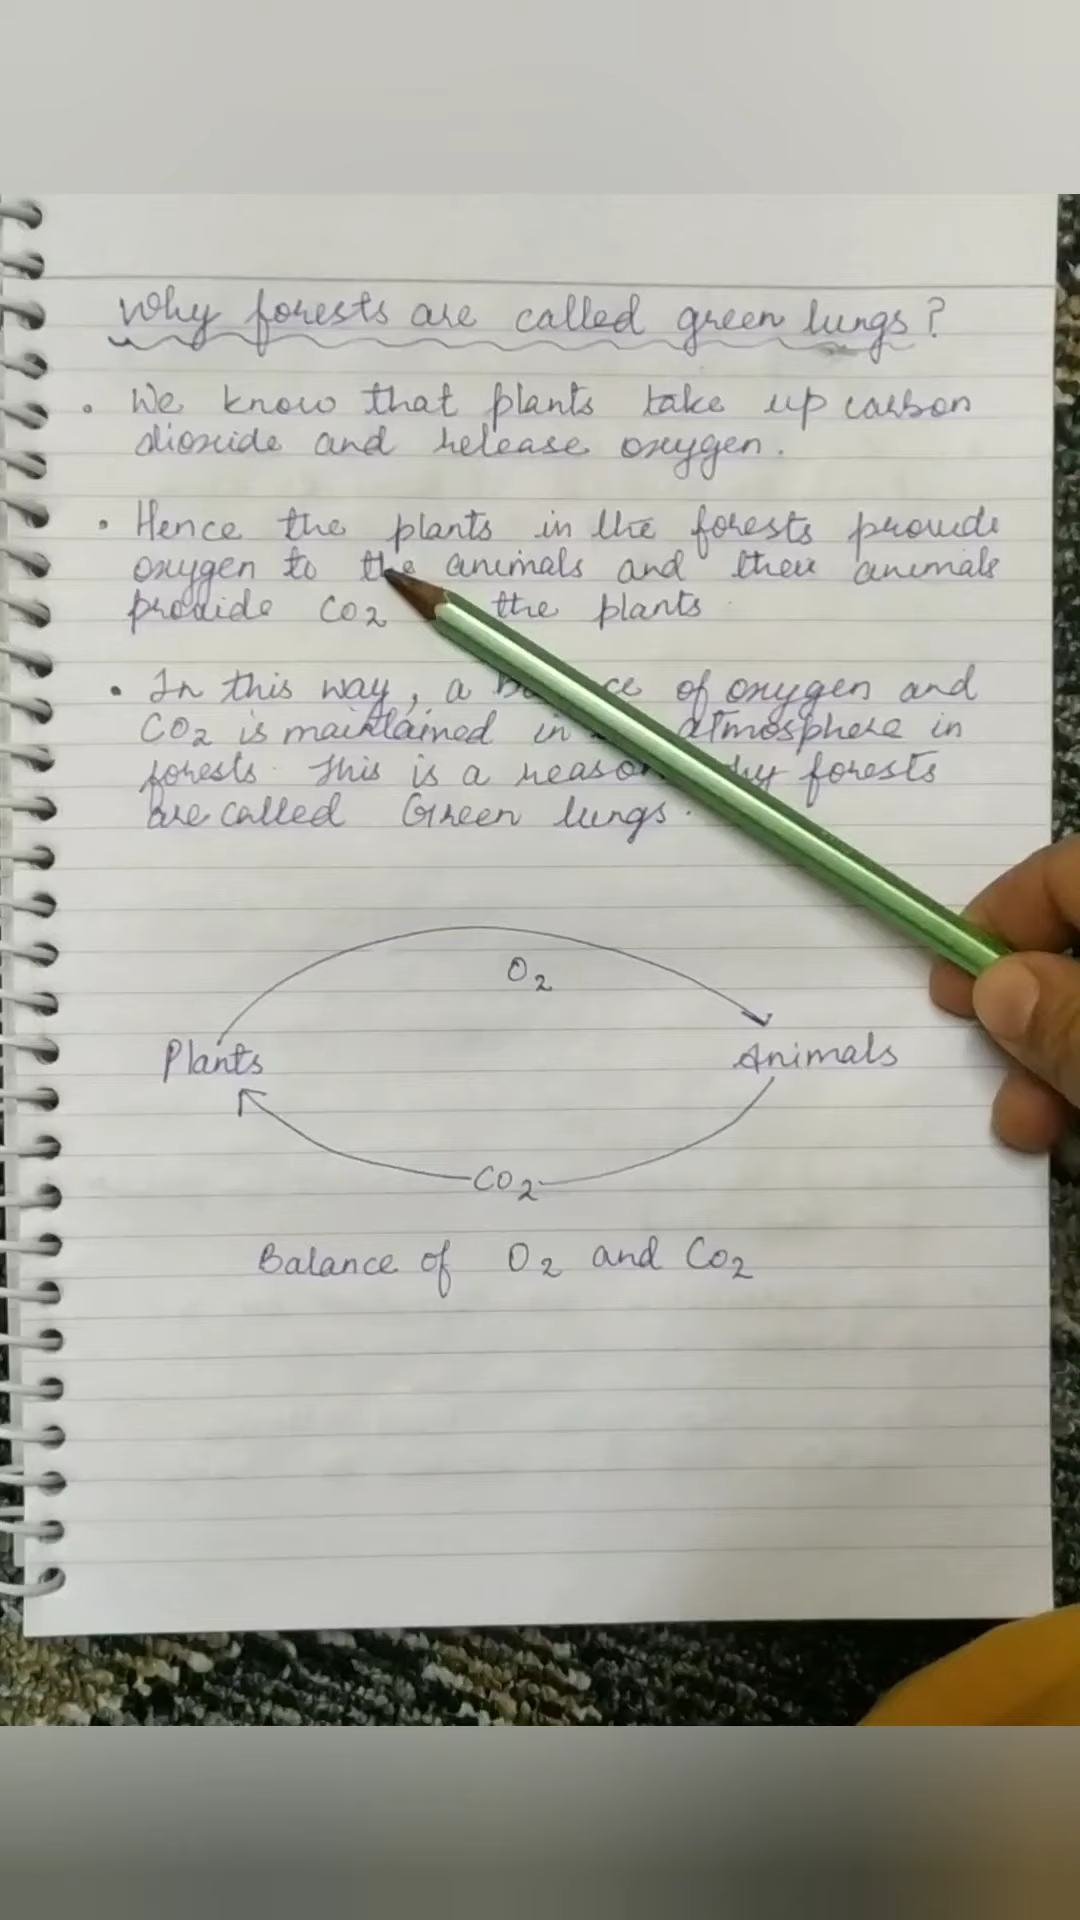 Why forests are called green lungs?
• We know that plants take up carbon
dioxide and release oxygen.
• Hence the plants in the forests provide
oxygen to the animals and their animals
provide CO2 the plants
• In this way, a of oxygen and
CO2 is maintained in atmosphere in
forests. This is a reason forests
are called Green lungs.
O2
Plants Animals
CO2
Balance of O2 and CO2